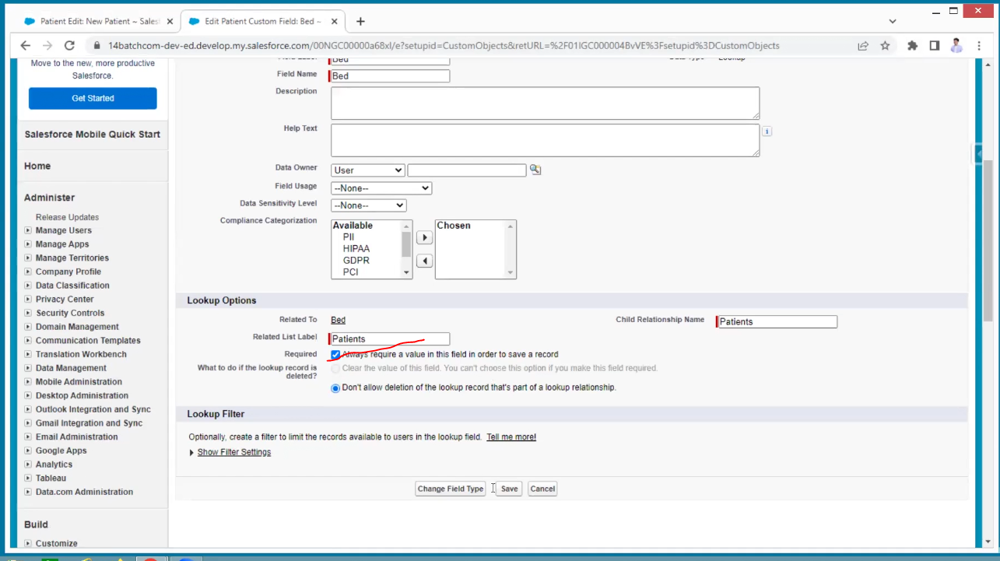 Patient Edit: New Patient ~ Sales
Edit Patient Custom Field: Bed ~
14batchcom-dev-ed.develop.my.salesforce.com/00NGC00000a68xl/e?setupid=CustomObjects&retURL=%2F01IGC000004BvVE%3Fsetupid%3DCustomObjects
Move to the new, more productive
Salesforce.
Get Started
Salesforce Mobile Quick Start
Home
Administer
Release Updates
Manage Users
Manage Apps
Manage Territories
Company Profile
Data Classification
Privacy Center
Security Controls
Domain Management
Communication Templates
Translation Workbench
Data Management
Mobile Administration
Desktop Administration
Outlook Integration and Sync
Gmail Integration and Sync
Email Administration
Google Apps
Analytics
Tableau
Data.com Administration
Build
Customize
Field Label Bed Data Type Lookup
Field Name Bed
Description
Help Text
Data Owner User
Field Usage --None--
Data Sensitivity Level --None--
Compliance Categorization
Available
PII
HIPAA
GDPR
PCI
Chosen
Lookup Options
Related To Bed Child Relationship Name Patients
Related List Label Patients
Required Always require a value in this field in order to save a record
What to do if the lookup record is
deleted?
Clear the value of this field. You can't choose this option if you make this field required.
Don't allow deletion of the lookup record that's part of a lookup relationship.
Lookup Filter
Optionally, create a filter to limit the records available to users in the lookup field. Tell me more!
Show Filter Settings
Change Field Type Save Cancel